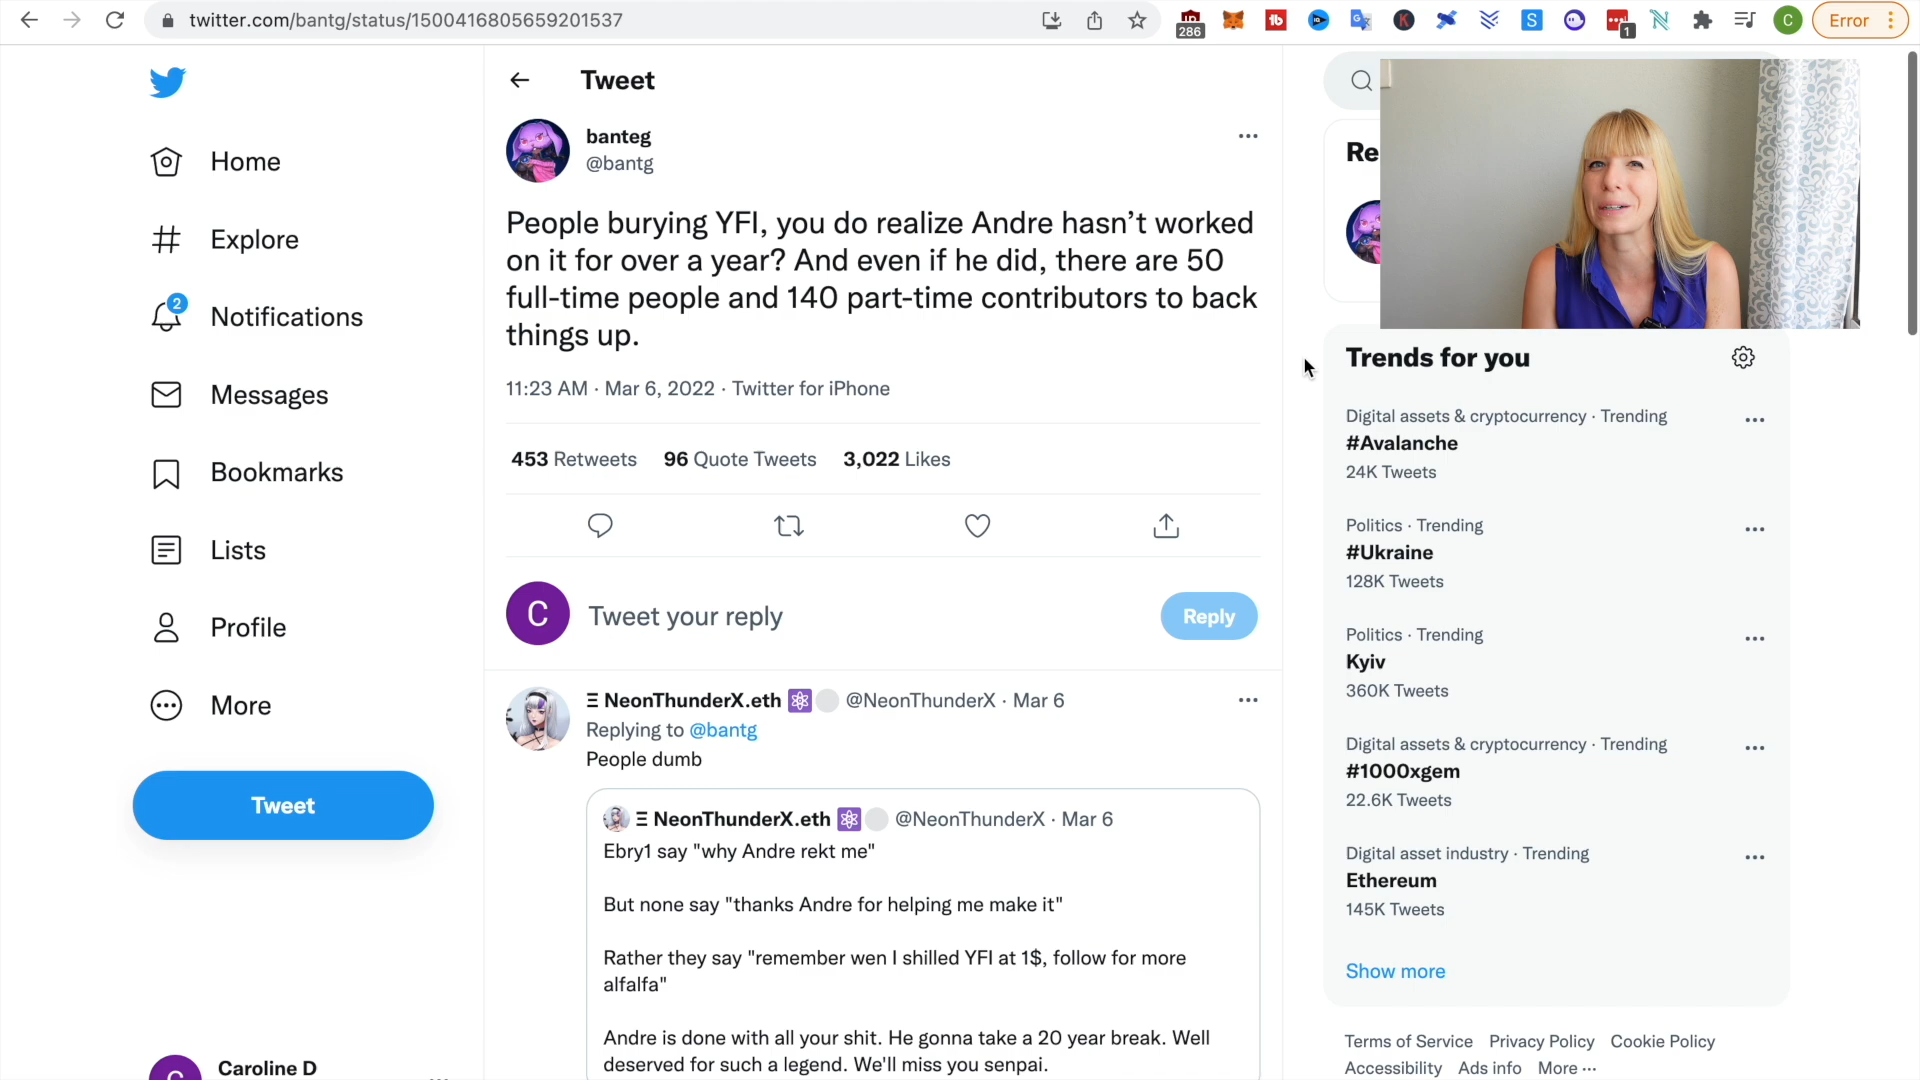 twitter.com/bantg/status/1500416805659201537
286
1
C
Error
Home
Explore
2
Notifications
Messages
Bookmarks
Lists
Profile
More
Tweet
Caroline D
Tweet
banteg
@bantg
People burying YFI, you do realize Andre hasn’t worked
on it for over a year? And even if he did, there are 50
full-time people and 140 part-time contributors to back
things up.
11:23 AM · Mar 6, 2022 · Twitter for iPhone
453 Retweets 96 Quote Tweets 3,022 Likes
C
Tweet your reply
Reply
Ξ NeonThunderX.eth @NeonThunderX · Mar 6
Replying to @bantg
People dumb
Ξ NeonThunderX.eth @NeonThunderX · Mar 6
Ebry1 say "why Andre rekt me"
But none say "thanks Andre for helping me make it"
Rather they say "remember wen I shilled YFI at 1$, follow for more
alfalfa"
Andre is done with all your shit. He gonna take a 20 year break. Well
deserved for such a legend. We'll miss you senpai.
Re
Trends for you
Digital assets & cryptocurrency · Trending
#Avalanche
24K Tweets
Politics · Trending
#Ukraine
128K Tweets
Politics · Trending
Kyiv
360K Tweets
Digital assets & cryptocurrency · Trending
#1000xgem
22.6K Tweets
Digital asset industry · Trending
Ethereum
145K Tweets
Show more
Terms of Service Privacy Policy Cookie Policy
Accessibility Ads info More ···